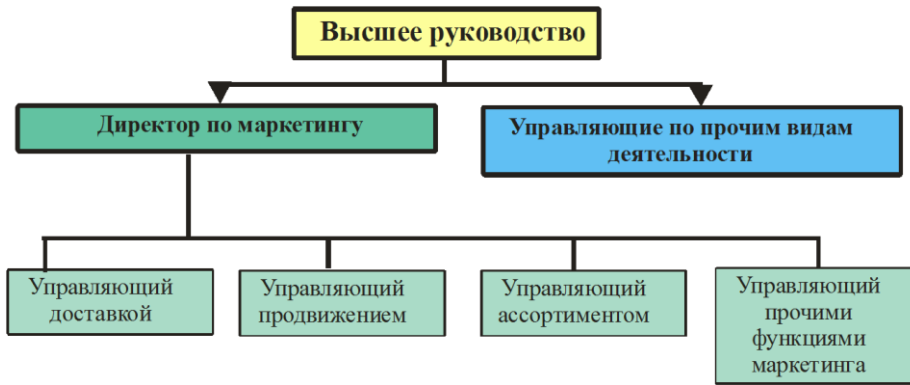 Высшее руководство
Директор по маркетингу
Управляющие по прочим видам
деятельности
Управляющий
доставкой
Управляющий
продвижением
Управляющий
ассортиментом
Управляющий
прочими
функциями
маркетинга